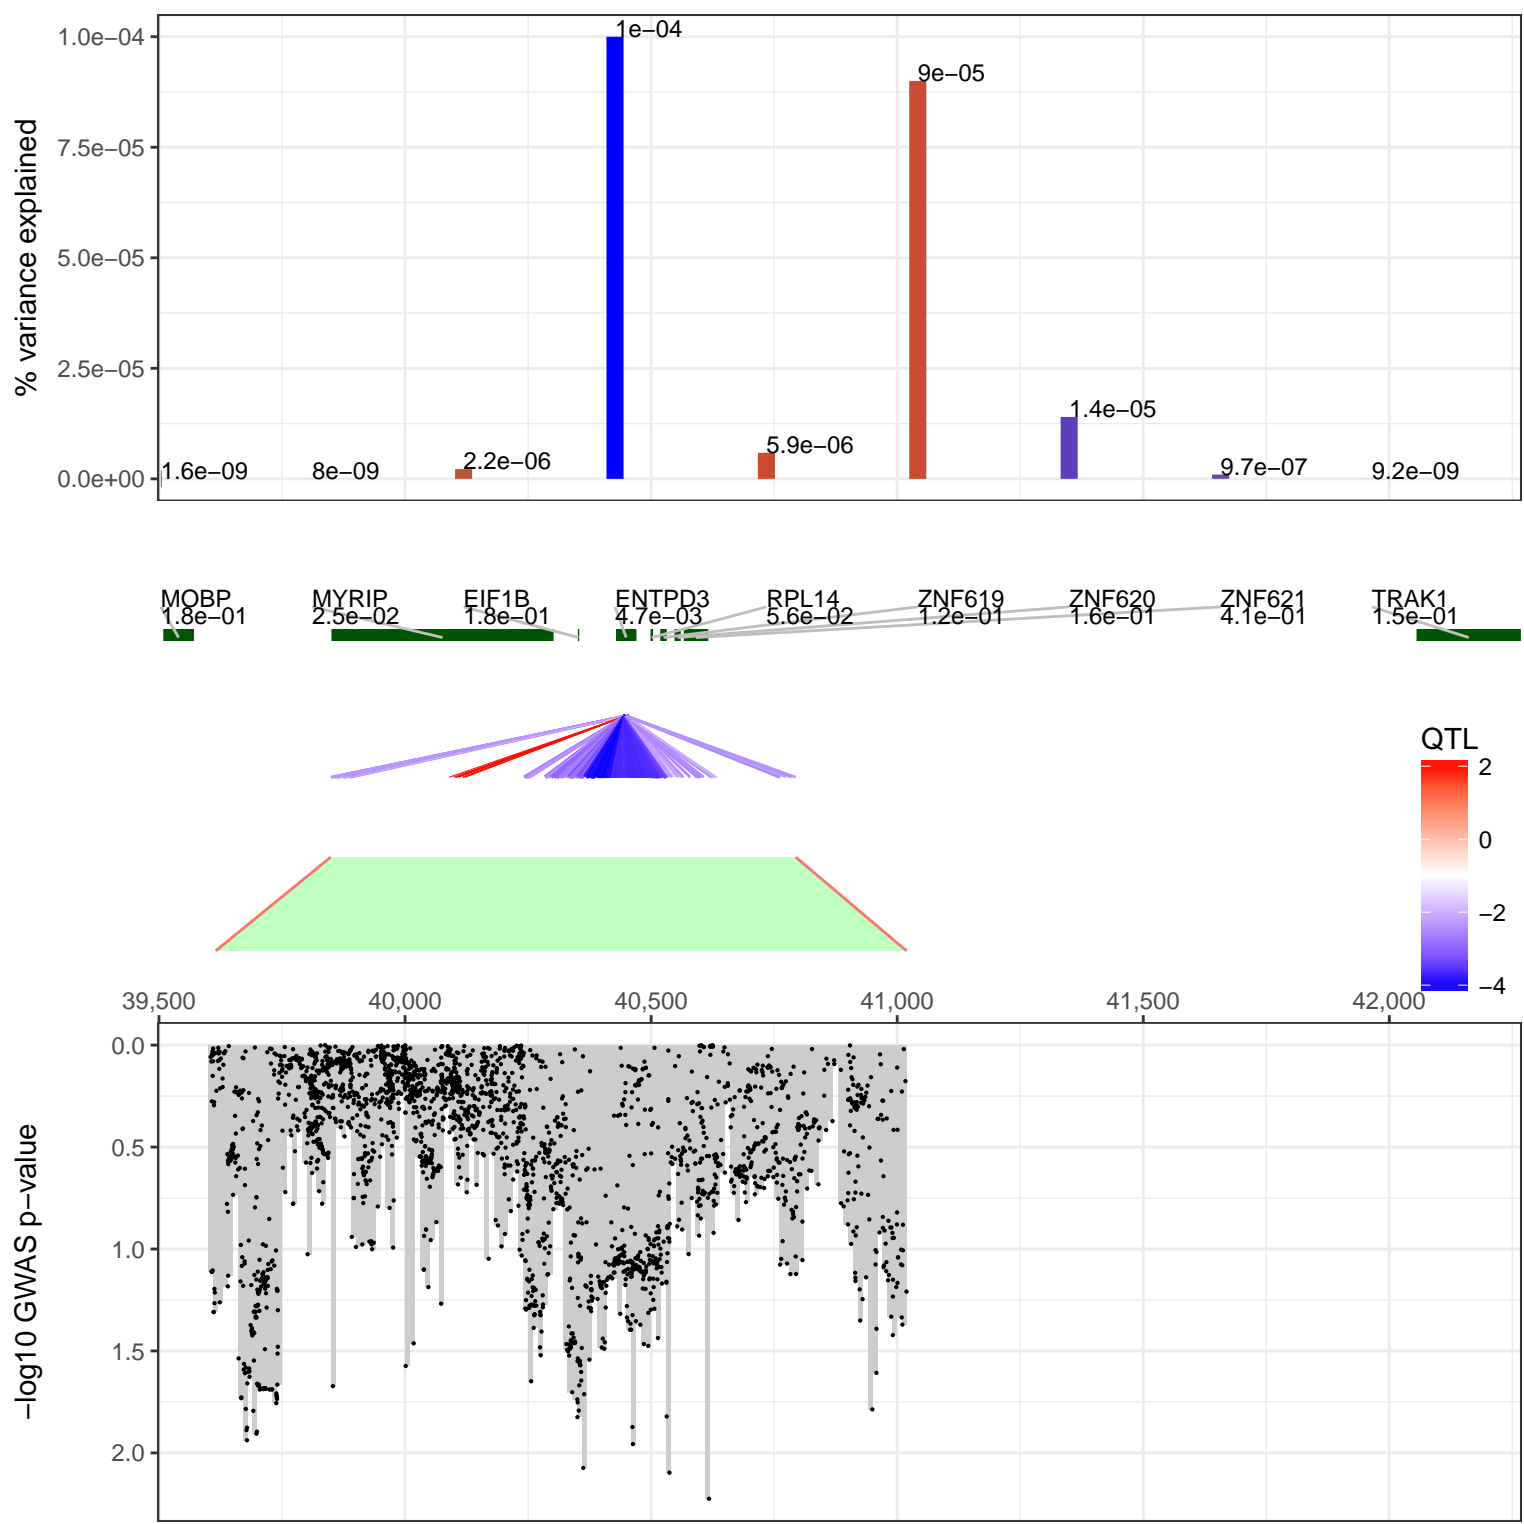 % variance explained
1.0e−04
7.5e−05
5.0e−05
2.5e−05
0.0e+00
1.6e−09 8e−09 2.2e−06 1e−04 5.9e−06 9e−05 1.4e−05 9.7e−07 9.2e−09
MOBP MYRIP EIF1B ENTPD3 RPL14 ZNF619 ZNF620 ZNF621 TRAK1
1.8e−01 2.5e−02 1.8e−01 4.7e−03 5.6e−02 1.2e−01 1.6e−01 4.1e−01 1.5e−01
QTL
2
0
−2
−4
39,500 40,000 40,500 41,000 41,500 42,000
−log10 GWAS p−value
0.0
0.5
1.0
1.5
2.0